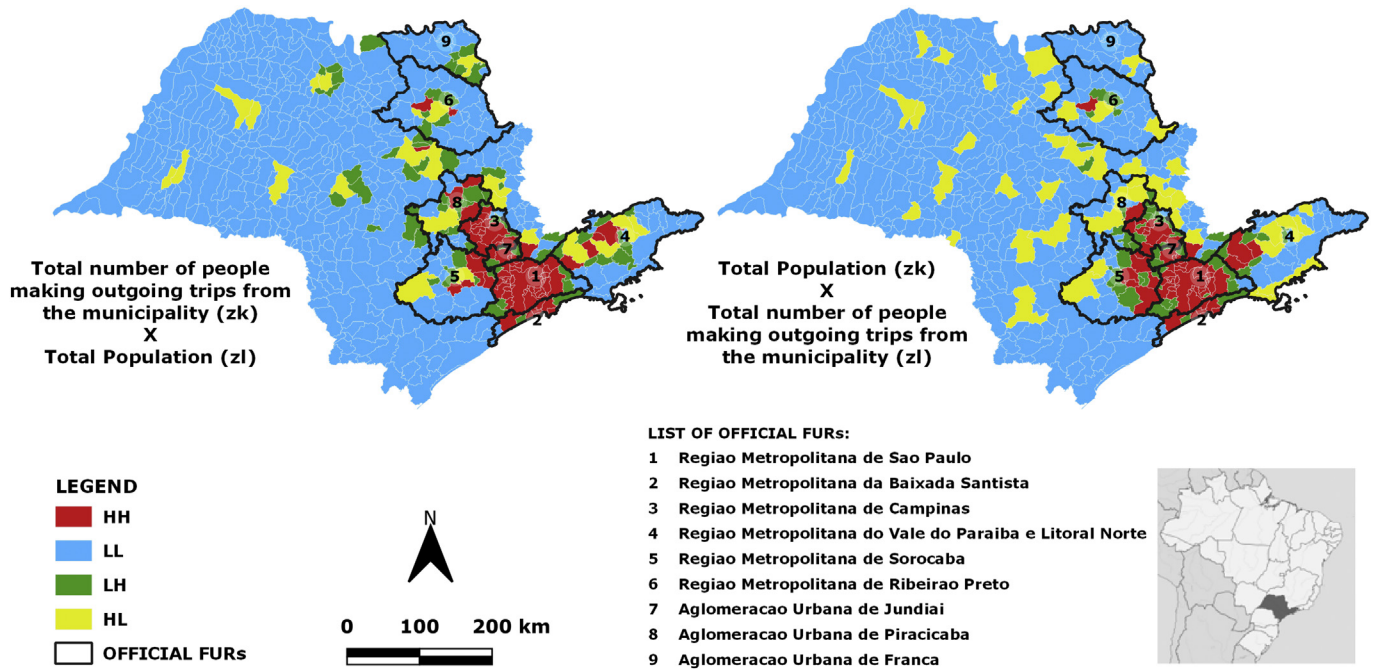 9
6
8
3
7
4
5
1
2
Total number of people
making outgoing trips from
the municipality (zk)
X
Total Population (zl)
9
6
8
3
7
4
5
1
2
Total Population (zk)
X
Total number of people
making outgoing trips from
the municipality (zl)
LEGEND
HH
LL
LH
HL
OFFICIAL FURs
N
0 100 200 km
LIST OF OFFICIAL FURs:
1 Regiao Metropolitana de Sao Paulo
2 Regiao Metropolitana da Baixada Santista
3 Regiao Metropolitana de Campinas
4 Regiao Metropolitana do Vale do Paraiba e Litoral Norte
5 Regiao Metropolitana de Sorocaba
6 Regiao Metropolitana de Ribeirao Preto
7 Aglomeracao Urbana de Jundiai
8 Aglomeracao Urbana de Piracicaba
9 Aglomeracao Urbana de Franca